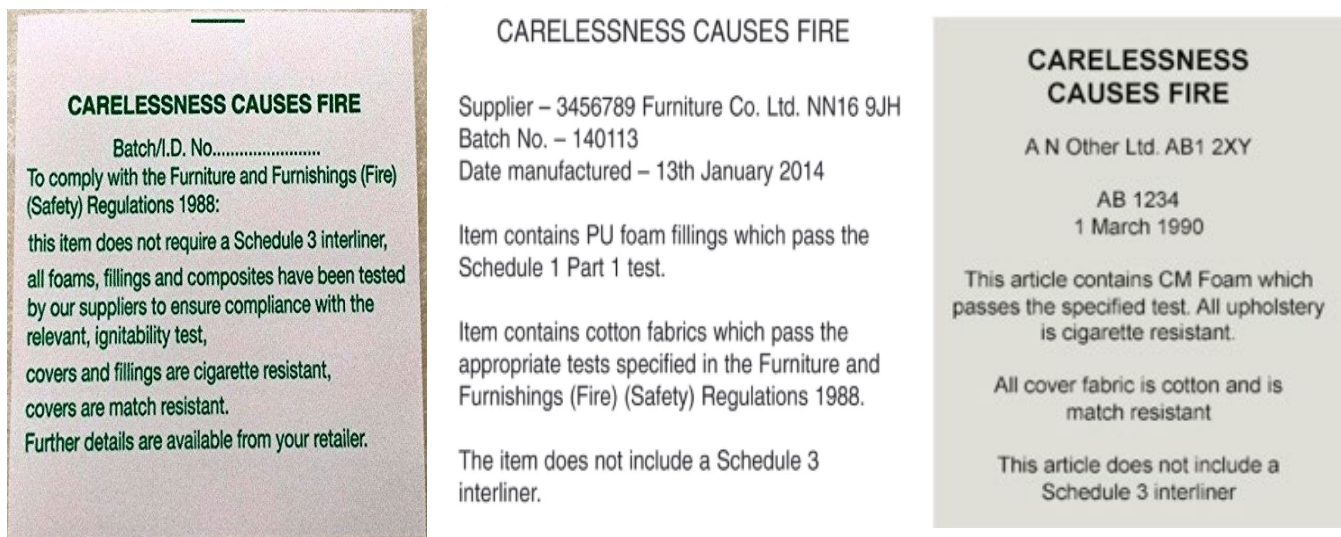 CARELESSNESS CAUSES FIRE
Batch/I.D. No.......................
To comply with the Furniture and Furnishings (Fire)
(Safety) Regulations 1988:
this item does not require a Schedule 3 interliner,
all foams, fillings and composites have been tested
by our suppliers to ensure compliance with the
relevant, ignitability test,
covers and fillings are cigarette resistant,
covers are match resistant.
Further details are available from your retailer.
CARELESSNESS CAUSES FIRE
Supplier – 3456789 Furniture Co. Ltd. NN16 9JH
Batch No. – 140113
Date manufactured – 13th January 2014
Item contains PU foam fillings which pass the
Schedule 1 Part 1 test.
Item contains cotton fabrics which pass the
appropriate tests specified in the Furniture and
Furnishings (Fire) (Safety) Regulations 1988.
The item does not include a Schedule 3
interliner.
CARELESSNESS
CAUSES FIRE
A N Other Ltd. AB1 2XY
AB 1234
1 March 1990
This article contains CM Foam which
passes the specified test. All upholstery
is cigarette resistant.
All cover fabric is cotton and is
match resistant
This article does not include a
Schedule 3 interliner